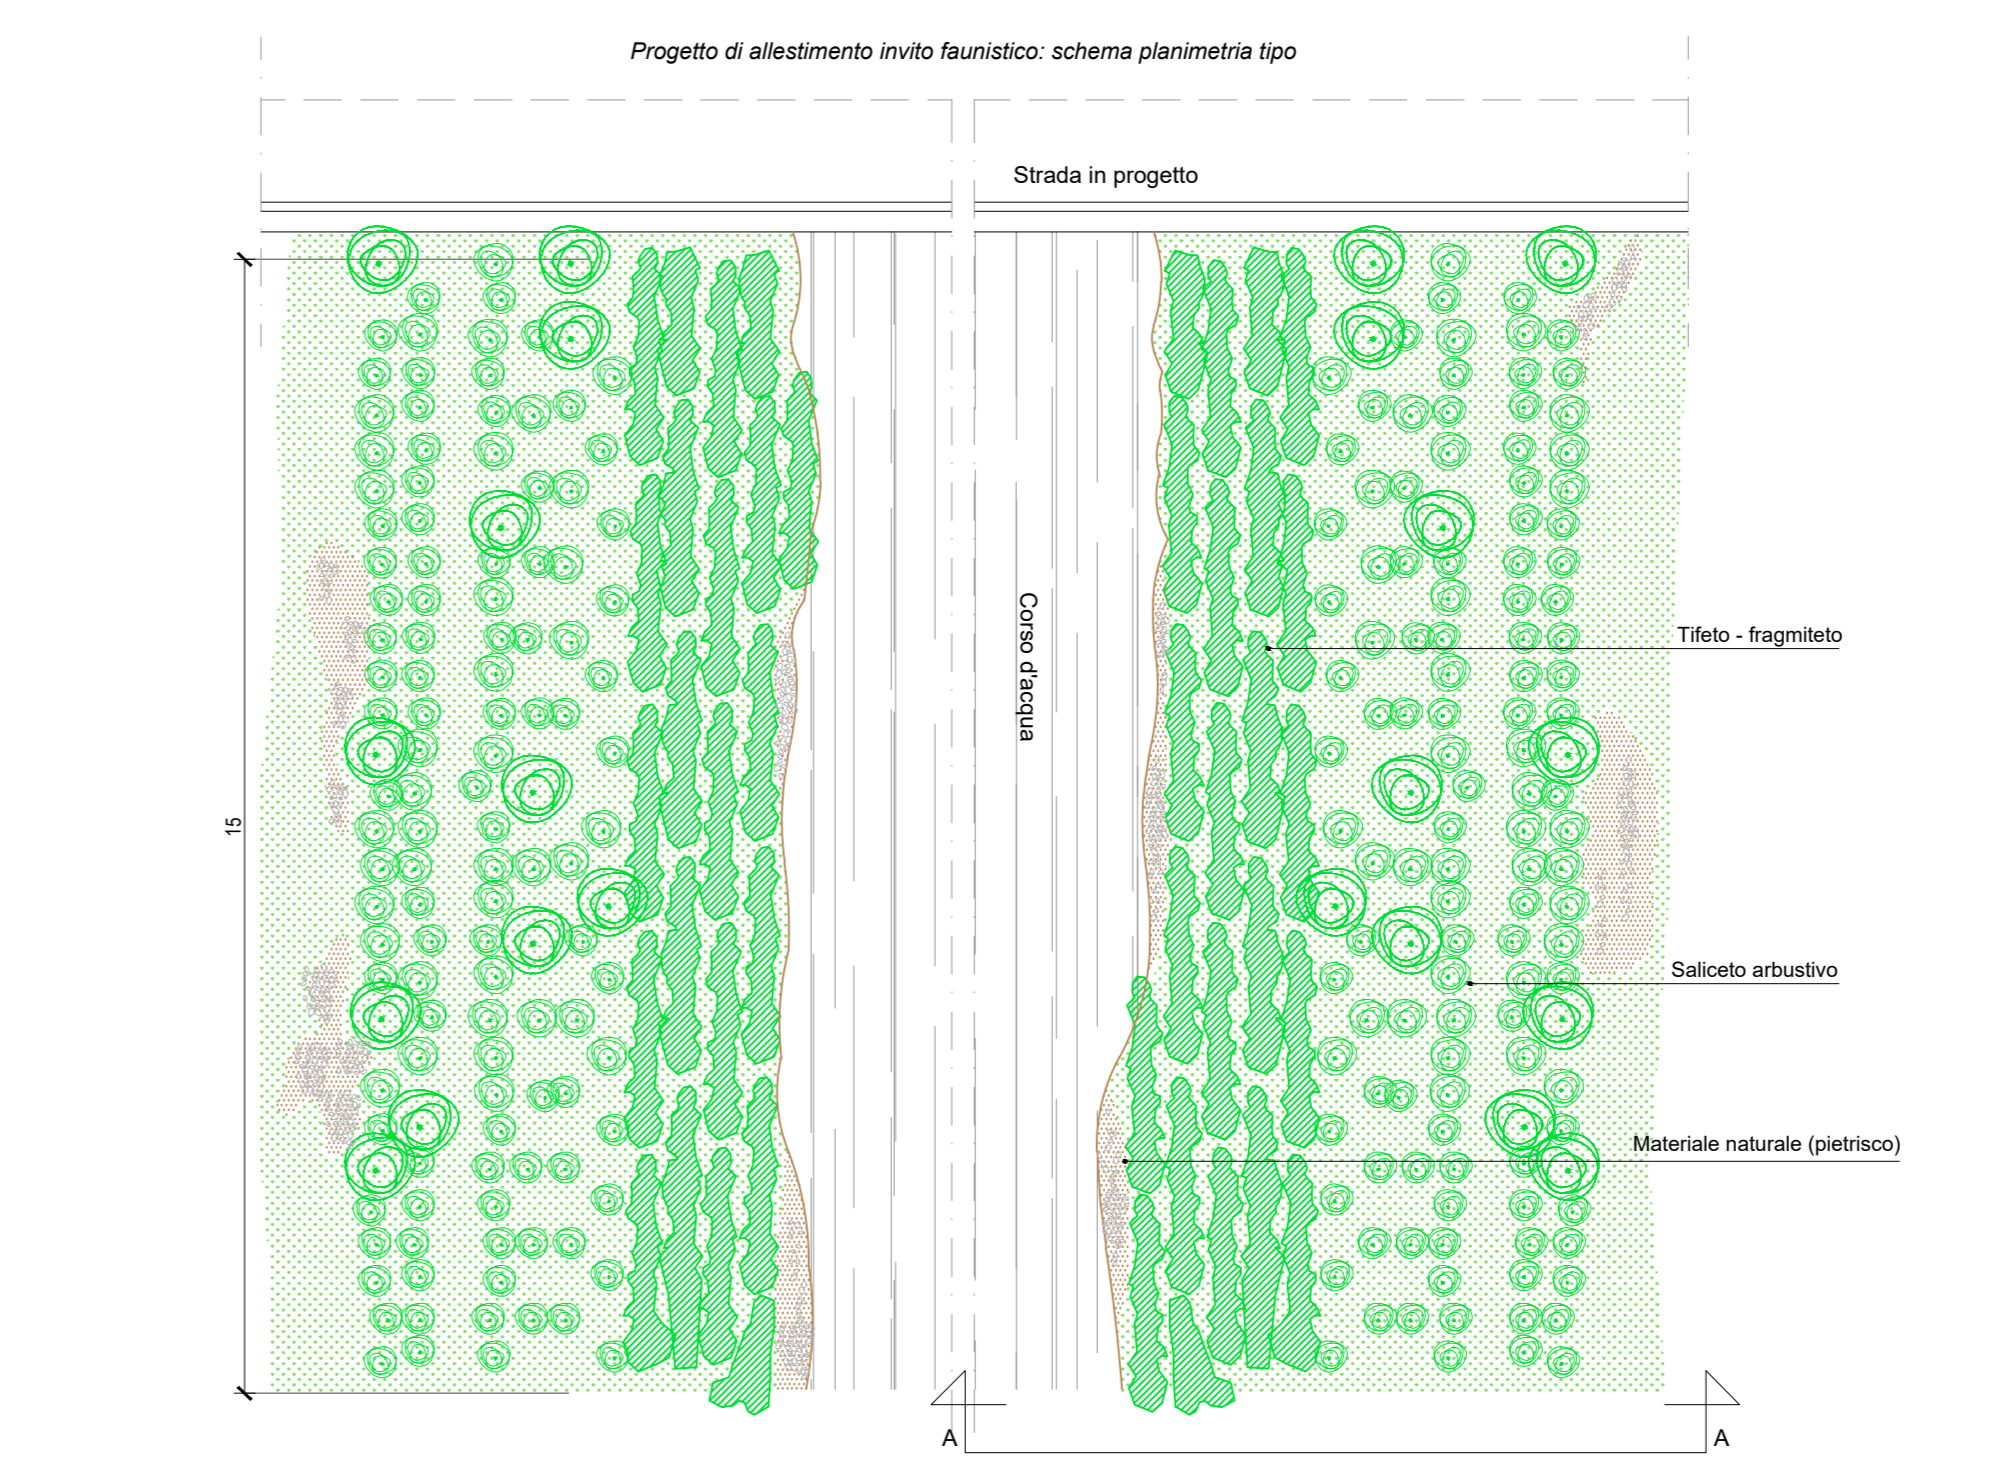 Progetto di allestimento invito faunistico: schema planimetria tipo
Strada in progetto
Corso d'acqua
Tifeto - fragmiteto
15
Saliceto arbustivo
Materiale naturale (pietrisco)
A
A